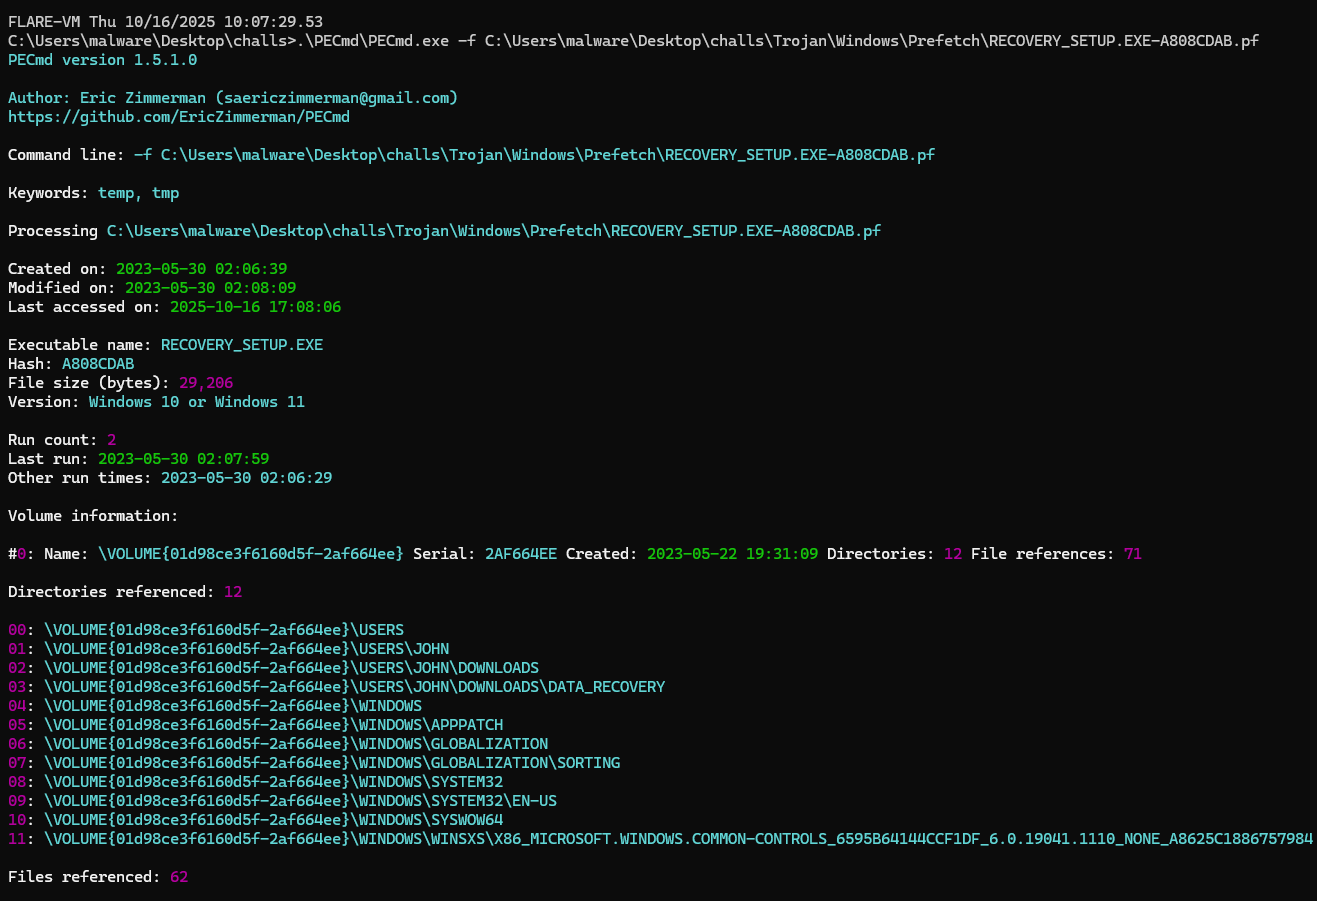 FLARE-VM Thu 10/16/2025 10:07:29.53
C:\Users\malware\Desktop\challs>.\PECmd\PECmd.exe -f C:\Users\malware\Desktop\challs\Trojan\Windows\Prefetch\RECOVERY_SETUP.EXE-A808CDAB.pf
PECmd version 1.5.1.0
Author: Eric Zimmerman (saericzimmerman@gmail.com)
https://github.com/EricZimmerman/PECmd
Command line: -f C:\Users\malware\Desktop\challs\Trojan\Windows\Prefetch\RECOVERY_SETUP.EXE-A808CDAB.pf
Keywords: temp, tmp
Processing C:\Users\malware\Desktop\challs\Trojan\Windows\Prefetch\RECOVERY_SETUP.EXE-A808CDAB.pf
Created on: 2023-05-30 02:06:39
Modified on: 2023-05-30 02:08:09
Last accessed on: 2025-10-16 17:08:06
Executable name: RECOVERY_SETUP.EXE
Hash: A808CDAB
File size (bytes): 29,206
Version: Windows 10 or Windows 11
Run count: 2
Last run: 2023-05-30 02:07:59
Other run times: 2023-05-30 02:06:29
Volume information:
#0: Name: \VOLUME{01d98ce3f6160d5f-2af664ee} Serial: 2AF664EE Created: 2023-05-22 19:31:09 Directories: 12 File references: 71
Directories referenced: 12
00: \VOLUME{01d98ce3f6160d5f-2af664ee}\USERS
01: \VOLUME{01d98ce3f6160d5f-2af664ee}\USERS\JOHN
02: \VOLUME{01d98ce3f6160d5f-2af664ee}\USERS\JOHN\DOWNLOADS
03: \VOLUME{01d98ce3f6160d5f-2af664ee}\USERS\JOHN\DOWNLOADS\DATA_RECOVERY
04: \VOLUME{01d98ce3f6160d5f-2af664ee}\WINDOWS
05: \VOLUME{01d98ce3f6160d5f-2af664ee}\WINDOWS\APPPATCH
06: \VOLUME{01d98ce3f6160d5f-2af664ee}\WINDOWS\GLOBALIZATION
07: \VOLUME{01d98ce3f6160d5f-2af664ee}\WINDOWS\GLOBALIZATION\SORTING
08: \VOLUME{01d98ce3f6160d5f-2af664ee}\WINDOWS\SYSTEM32
09: \VOLUME{01d98ce3f6160d5f-2af664ee}\WINDOWS\SYSTEM32\EN-US
10: \VOLUME{01d98ce3f6160d5f-2af664ee}\WINDOWS\SYSWOW64
11: \VOLUME{01d98ce3f6160d5f-2af664ee}\WINDOWS\WINSXS\X86_MICROSOFT.WINDOWS.COMMON-CONTROLS_6595B64144CCF1DF_6.0.19041.1110_NONE_A8625C1886757984
Files referenced: 62